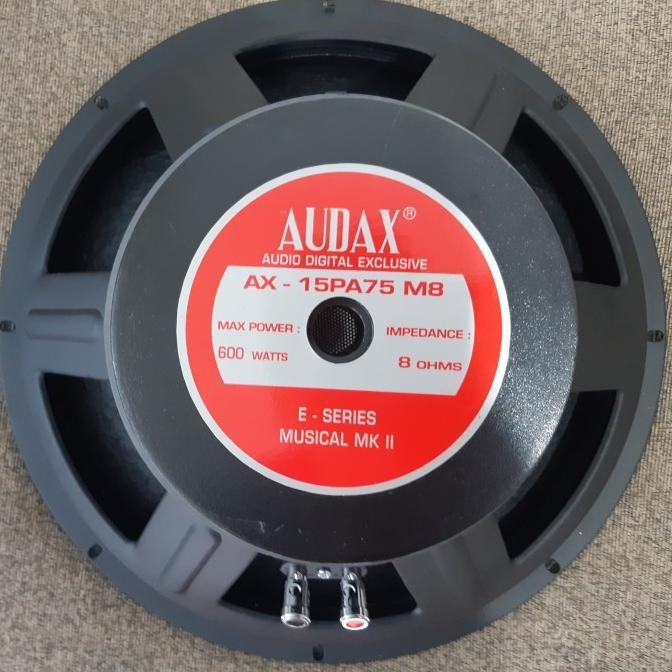 AUDAX®
AUDIO DIGITAL EXCLUSIVE
AX - 15PA75 M8
MAX POWER : IMPEDANCE :
600 WATTS 8 OHMS
E - SERIES
MUSICAL MK II